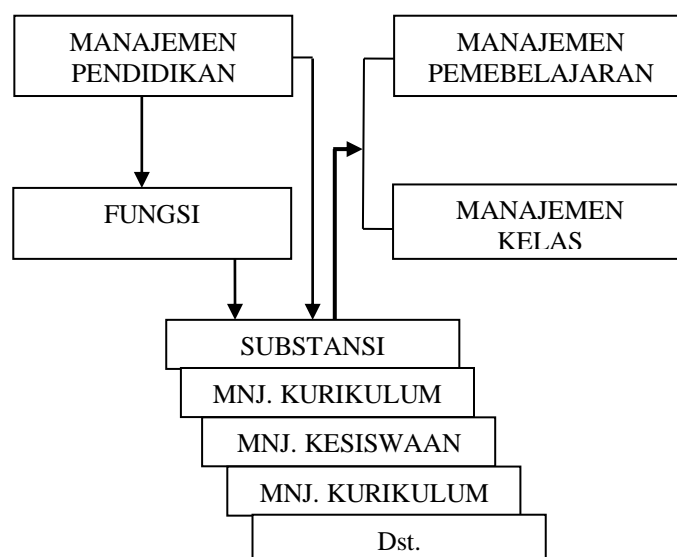 MANAJEMEN
PENDIDIKAN
MANAJEMEN
PEMEBELAJARAN
FUNGSI
MANAJEMEN
KELAS
SUBSTANSI
MNJ. KURIKULUM
MNJ. KESISWAAN
MNJ. KURIKULUM
Dst.